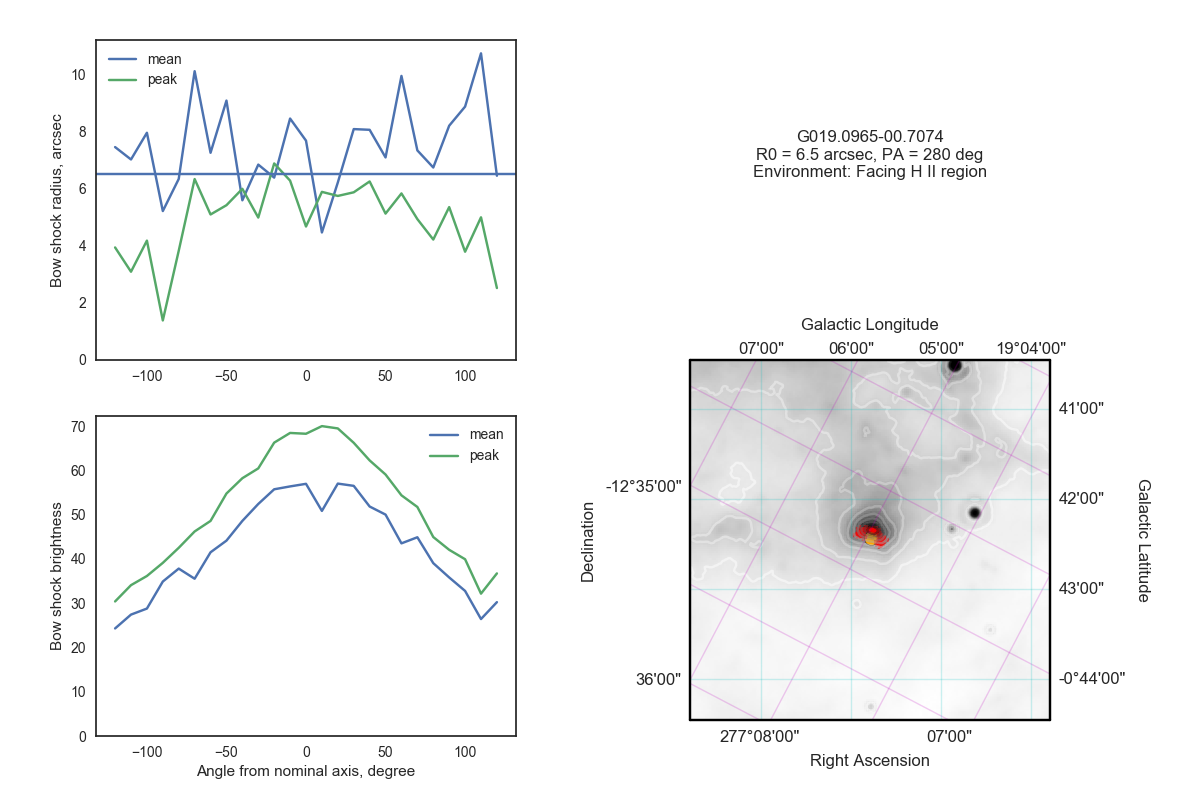 mean
peak
10
8
6
4
2
0
Bow shock radius, arcsec
−100
−50
0
50
100
mean
peak
70
60
50
40
30
20
10
0
Bow shock brightness
−100
−50
0
50
100
Angle from nominal axis, degree
G019.0965-00.7074
R0 = 6.5 arcsec, PA = 280 deg
Environment: Facing H II region
Galactic Longitude
07'00" 06'00" 05'00" 19°04'00"
41'00"
42'00"
43'00"
-0°44'00"
Galactic Latitude
-12°35'00"
36'00"
Declination
277°08'00" 07'00"
Right Ascension